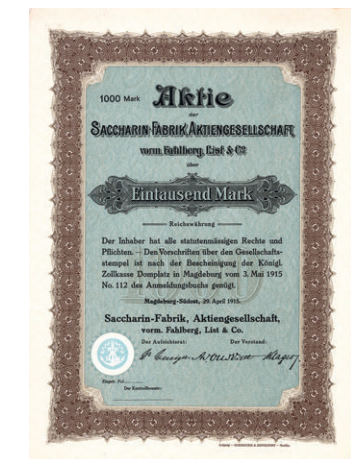 1000 Mark
Aktie
der
SACCHARIN-FABRIK, AKTIENGESELLSCHAFT
vorm. Fahlberg, List & Co
über
Eintausend Mark
Reichswährung
Der Inhaber hat alle statutenmässigen Rechte und
Pflichten. — Den Vorschriften über den Gesellschafts-
stempel ist nach der Bescheinigung der Königl.
Zollkasse Domplatz in Magdeburg vom 3. Mai 1915
No. 112 des Anmeldungsbuchs genügt.
Magdeburg-Südost, 29. April 1915.
Saccharin-Fabrik, Aktiengesellschaft,
vorm. Fahlberg, List & Co.
Der Aufsichtsrat: Der Vorstand:
Der Kontrollbeamte: